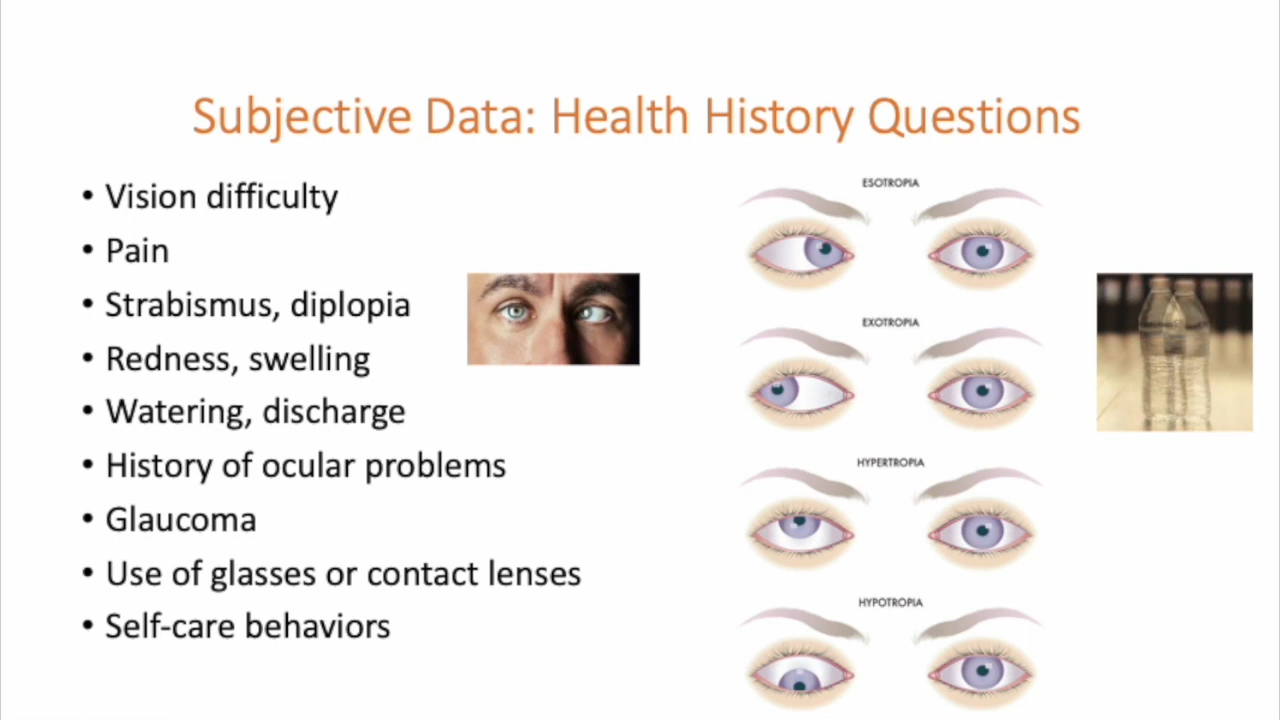 Subjective Data: Health History Questions
• Vision difficulty
• Pain
• Strabismus, diplopia
• Redness, swelling
• Watering, discharge
• History of ocular problems
• Glaucoma
• Use of glasses or contact lenses
• Self-care behaviors
ESOTROPIA
EXOTROPIA
HYPERTROPIA
HYPOTROPIA